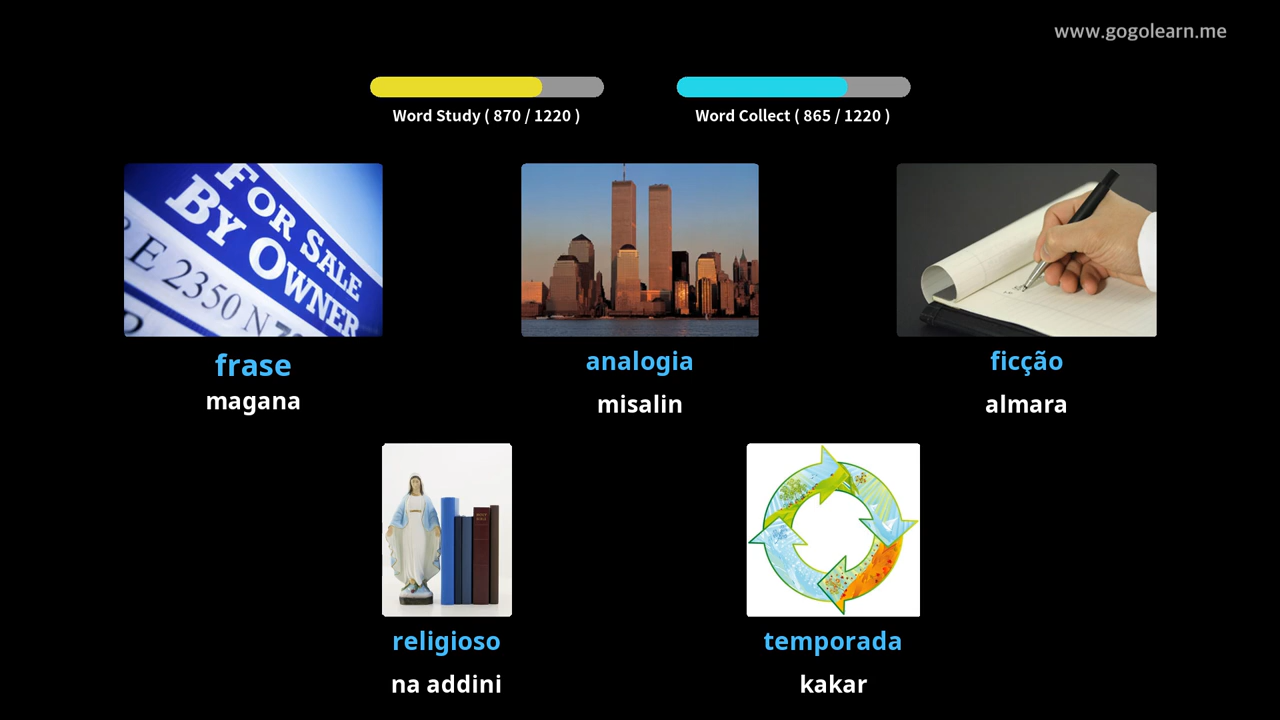 www.gogolearn.me
Word Study ( 870 / 1220 )
Word Collect ( 865 / 1220 )
FOR SALE
BY OWNER
E 2350 N
frase
magana
analogia
misalin
ficção
almara
religioso
na addini
temporada
kakar